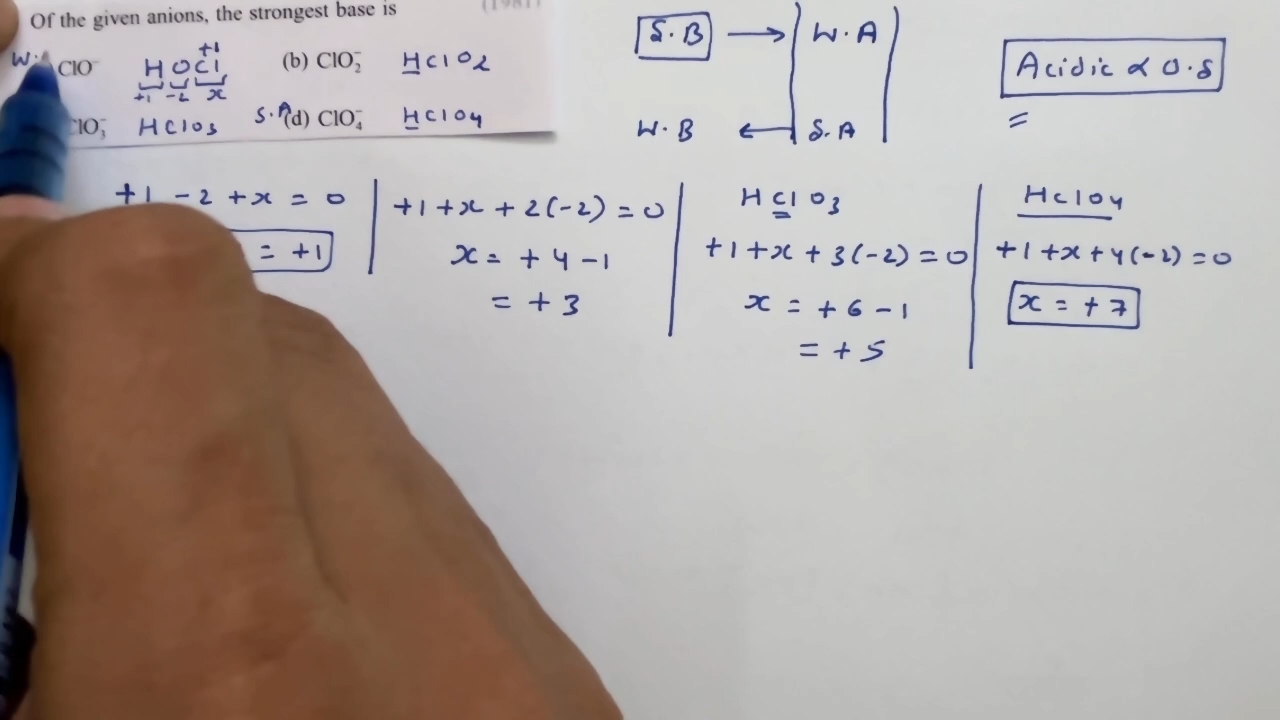 Of the given anions, the strongest base is (1981)
W.A ClO⁻ HOCl +1 (b) ClO₂⁻ HClO₂
+1 -2 x
ClO₃⁻ HClO₃ S.A (d) ClO₄⁻ HClO₄
S.B → W.A
W.B ← S.A
Acidic ∝ O.S
=
+1 - 2 + x = 0
= +1
+1 + x + 2(-2) = 0
x = + 4 - 1
= + 3
HClO₃
+1 + x + 3(-2) = 0
x = + 6 - 1
= + 5
HClO₄
+1 + x + 4(-2) = 0
x = + 7